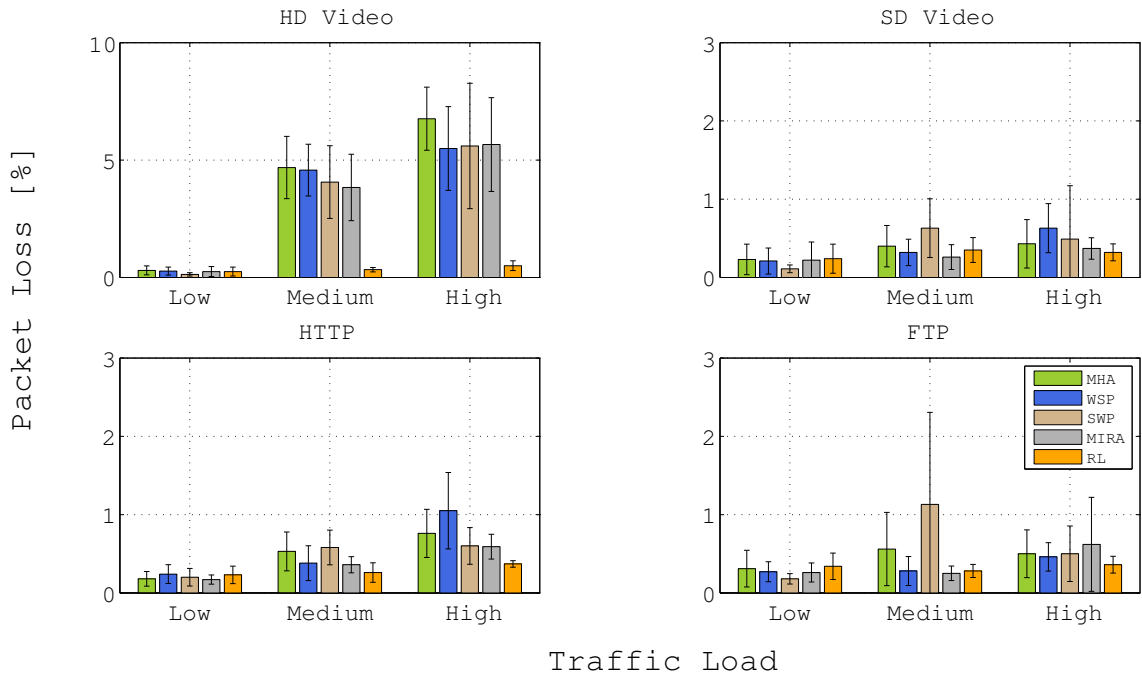 HD Video
10
5
0
Low Medium High
SD Video
3
2
1
0
Low Medium High
HTTP
3
2
1
0
Low Medium High
FTP
3
2
1
0
Low Medium High
MHA
WSP
SWP
MIRA
RL
Packet Loss [%]
Traffic Load